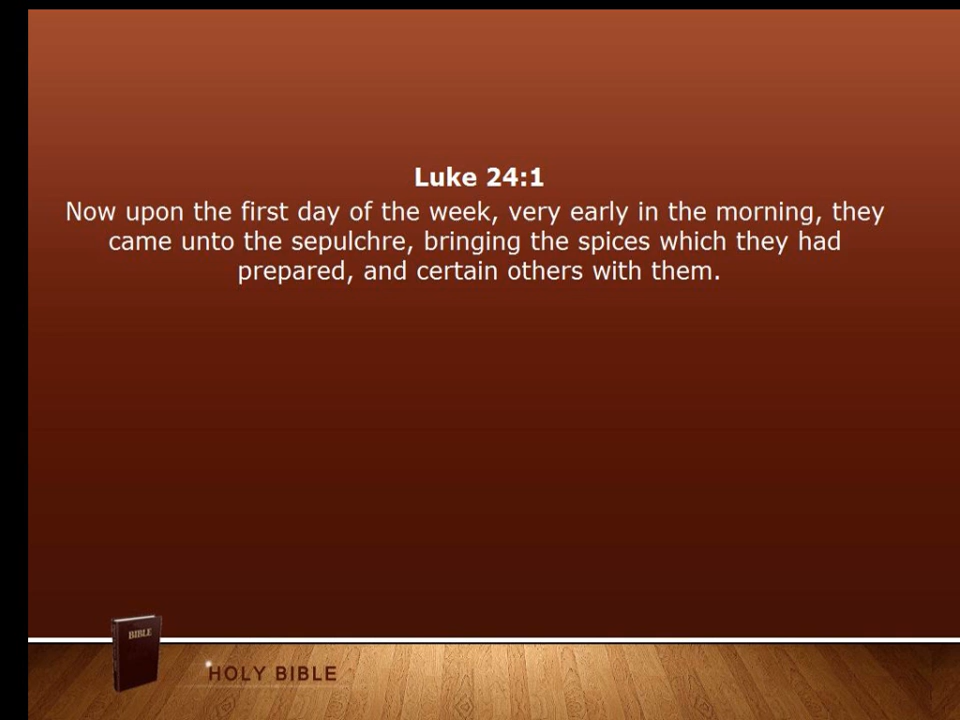 Luke 24:1
Now upon the first day of the week, very early in the morning, they
came unto the sepulchre, bringing the spices which they had
prepared, and certain others with them.
BIBLE
HOLY BIBLE